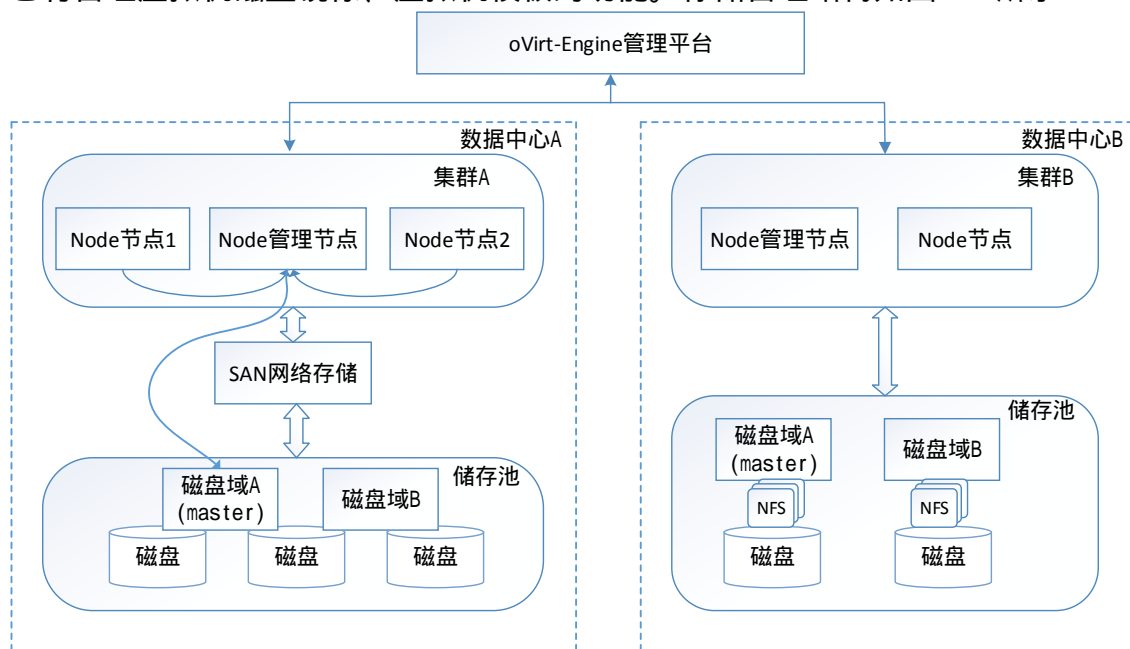 oVirt-Engine管理平台
数据中心A
数据中心B
集群A
集群B
Node节点1
Node管理节点
Node节点2
Node管理节点
Node节点
SAN网络存储
储存池
储存池
磁盘域A
(master)
磁盘域B
磁盘域A
(master)
磁盘域B
NFS
NFS
磁盘
磁盘
磁盘
磁盘
磁盘